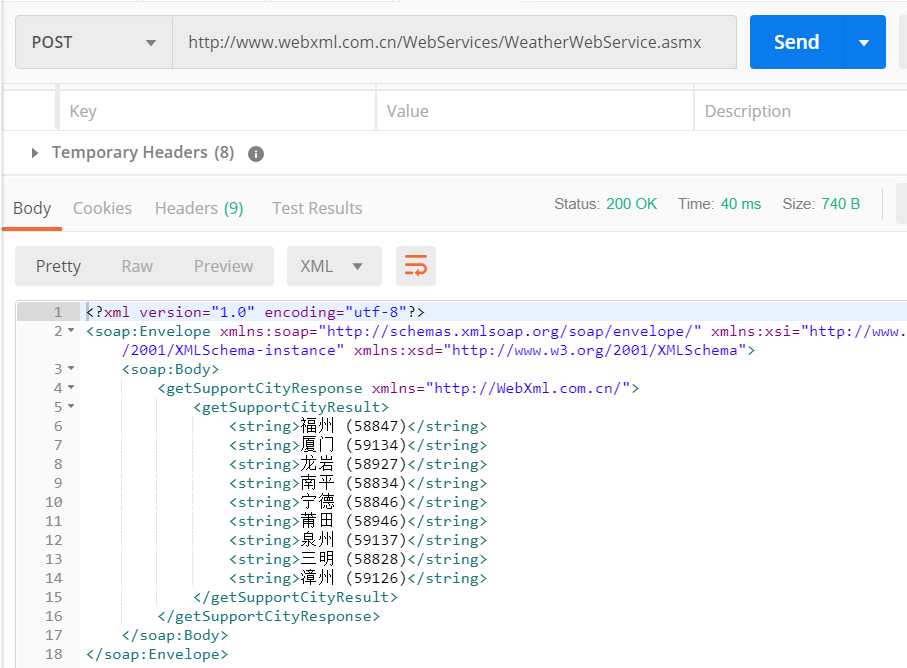 POST http://www.webxml.com.cn/WebServices/WeatherWebService.asmx Send
Key Value Description
Temporary Headers (8)
Body Cookies Headers (9) Test Results Status: 200 OK Time: 40 ms Size: 740 B
Pretty Raw Preview XML
1 <?xml version="1.0" encoding="utf-8"?>
2 <soap:Envelope xmlns:soap="http://schemas.xmlsoap.org/soap/envelope/" xmlns:xsi="http://www.
/2001/XMLSchema-instance" xmlns:xsd="http://www.w3.org/2001/XMLSchema">
3 <soap:Body>
4 <getSupportCityResponse xmlns="http://WebXml.com.cn/">
5 <getSupportCityResult>
6 <string>福州 (58847)</string>
7 <string>厦门 (59134)</string>
8 <string>龙岩 (58927)</string>
9 <string>南平 (58834)</string>
10 <string>宁德 (58846)</string>
11 <string>莆田 (58946)</string>
12 <string>泉州 (59137)</string>
13 <string>三明 (58828)</string>
14 <string>漳州 (59126)</string>
15 </getSupportCityResult>
16 </getSupportCityResponse>
17 </soap:Body>
18 </soap:Envelope>